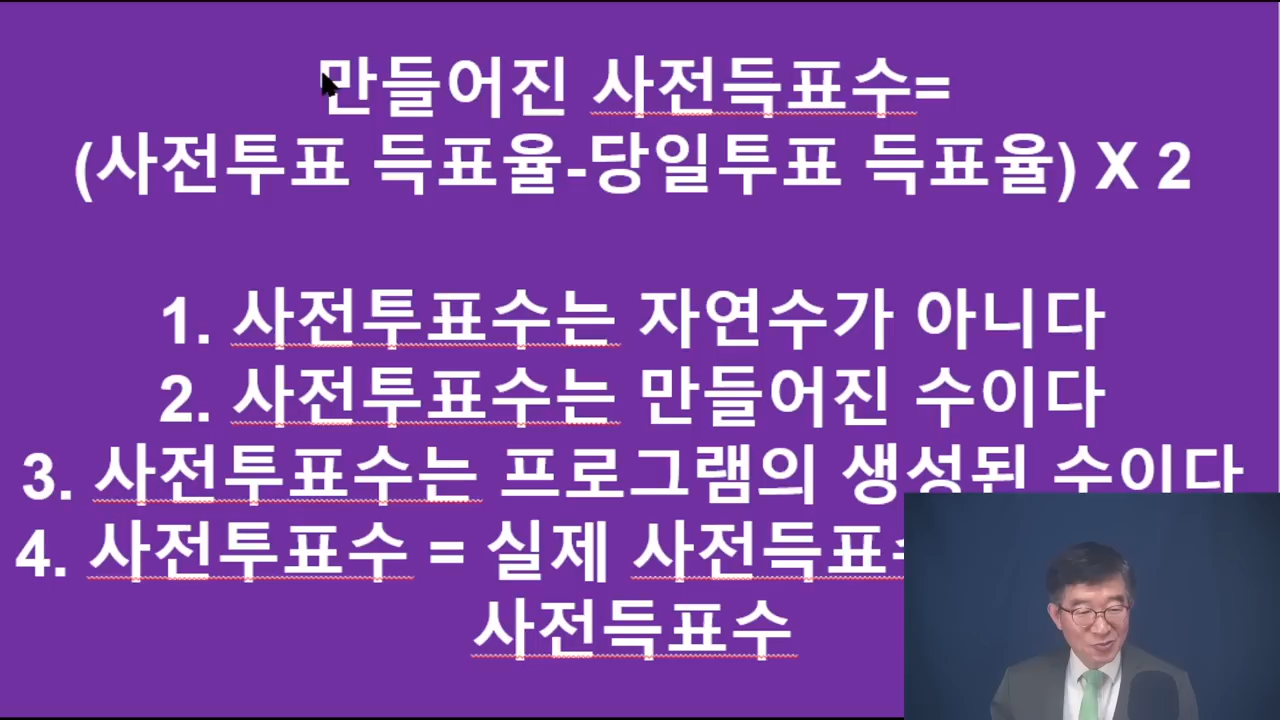 만들어진 사전득표수=
(사전투표 득표율-당일투표 득표율) X 2
1. 사전투표수는 자연수가 아니다
2. 사전투표수는 만들어진 수이다
3. 사전투표수는 프로그램의 생성된 수이다
4. 사전투표수 = 실제
사전득표수